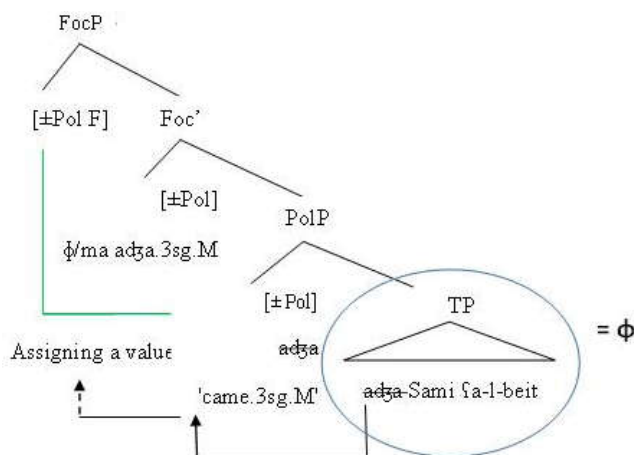 FocP
[±Pol F] Foc’
[±Pol]
PolP
ϕ/ma adʒa.3sg.M
[±Pol] TP
= ϕ
Assigning a value adʒa
'came.3sg.M' adʒa Sami ʕa-l-beit